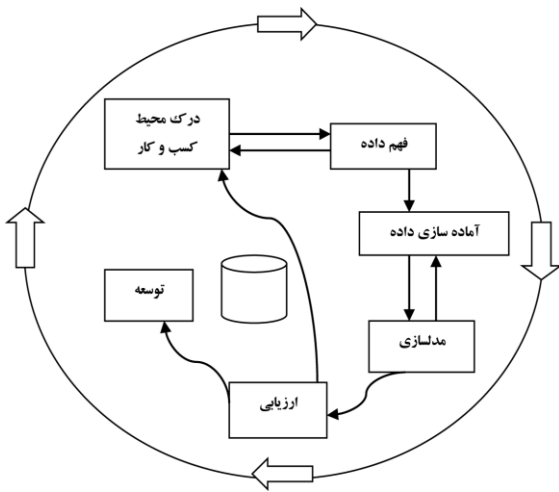 درک محیط
کسب و کار
فهم داده
آماده سازی داده
مدلسازی
ارزیابی
توسعه